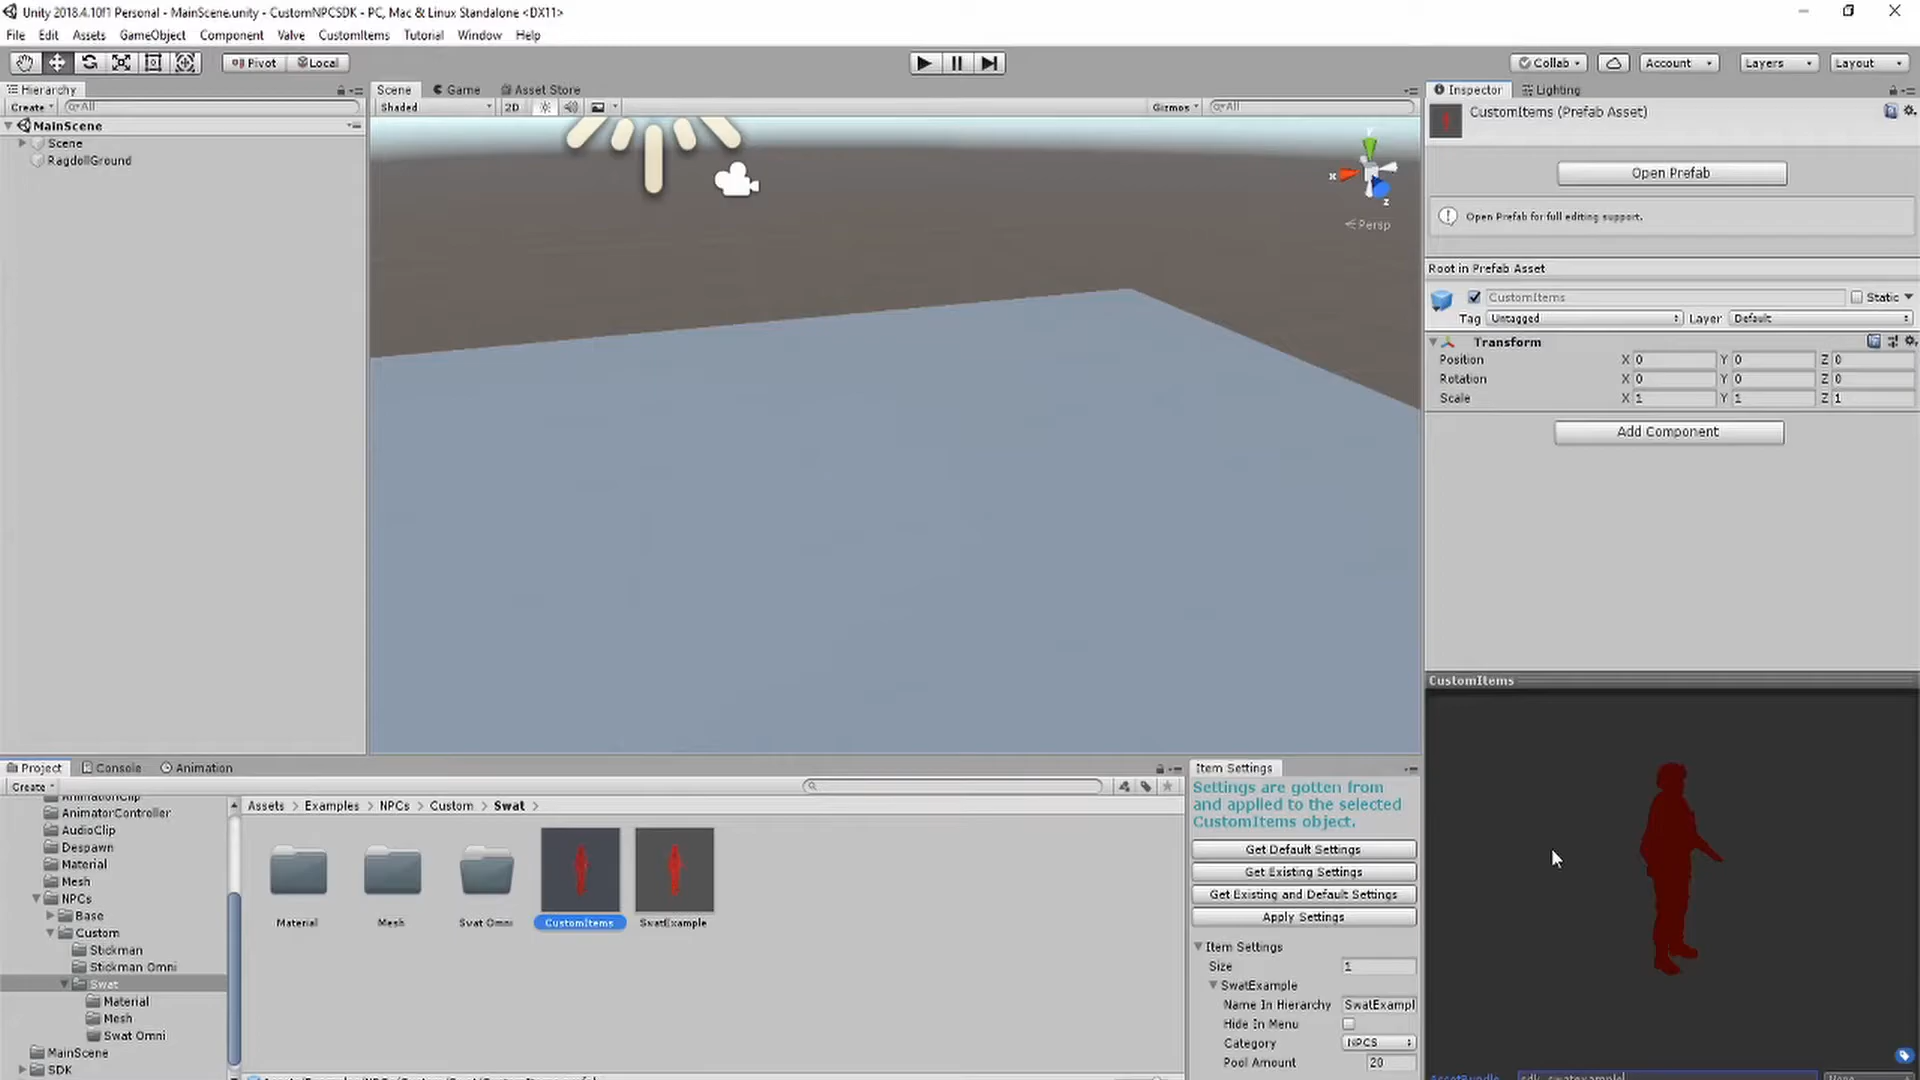 Unity 2018.4.10f1 Personal - MainScene.unity - CustomNPCSDK - PC, Mac & Linux Standalone <DX11>
File Edit Assets GameObject Component Valve CustomItems Tutorial Window Help
Pivot Local Collab Account Layers Layout
Hierarchy
Create All
MainScene
Scene
RagdollGround
Scene Game Asset Store
Shaded 2D Gizmos All
y
x
z
Persp
Inspector Lighting
CustomItems (Prefab Asset)
Open Prefab
Open Prefab for full editing support.
Root in Prefab Asset
CustomItems Static
Tag Untagged Layer Default
Transform
Position X 0 Y 0 Z 0
Rotation X 0 Y 0 Z 0
Scale X 1 Y 1 Z 1
Add Component
CustomItems
Project Console Animation
Create
AnimationClip
AnimatorController
AudioClip
Despawn
Material
Mesh
NPCs
Base
Custom
Stickman
Stickman Omni
Swat
Material
Mesh
Swat Omni
MainScene
SDK
Assets > Examples > NPCs > Custom > Swat >
Material Mesh Swat Omni CustomItems SwatExample
Item Settings
Settings are gotten from
and applied to the selected
CustomItems object.
Get Default Settings
Get Existing Settings
Get Existing and Default Settings
Apply Settings
Item Settings
Size 1
SwatExample
Name In Hierarchy SwatExampl
Hide In Menu
Category NPCS
Pool Amount 20
AssetBundle